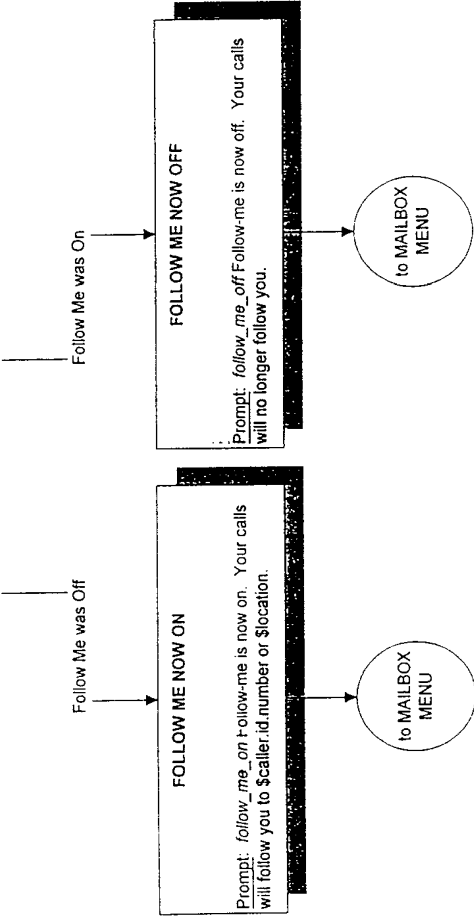 Follow Me was Off
FOLLOW ME NOW ON
Prompt: follow_me_on Follow-me is now on. Your calls
will follow you to $caller.id.number or $location.
to MAILBOX
MENU
Follow Me was On
FOLLOW ME NOW OFF
Prompt: follow_me_off Follow-me is now off. Your calls
will no longer follow you.
to MAILBOX
MENU